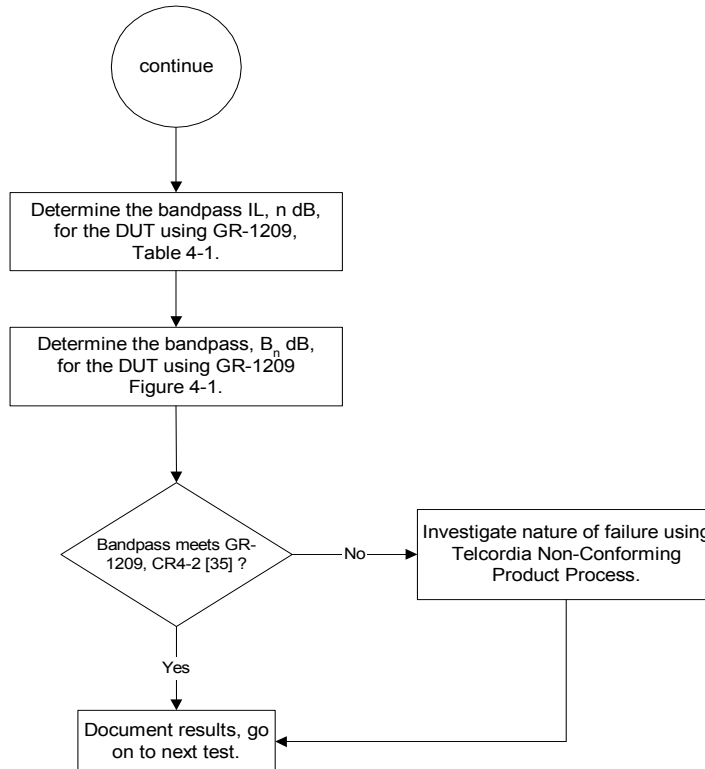 continue
Determine the bandpass IL, n dB,
for the DUT using GR-1209,
Table 4-1.
Determine the bandpass, Bn dB,
for the DUT using GR-1209
Figure 4-1.
Bandpass meets GR-
1209, CR4-2 [35] ?
No
Investigate nature of failure using
Telcordia Non-Conforming
Product Process.
Yes
Document results, go
on to next test.